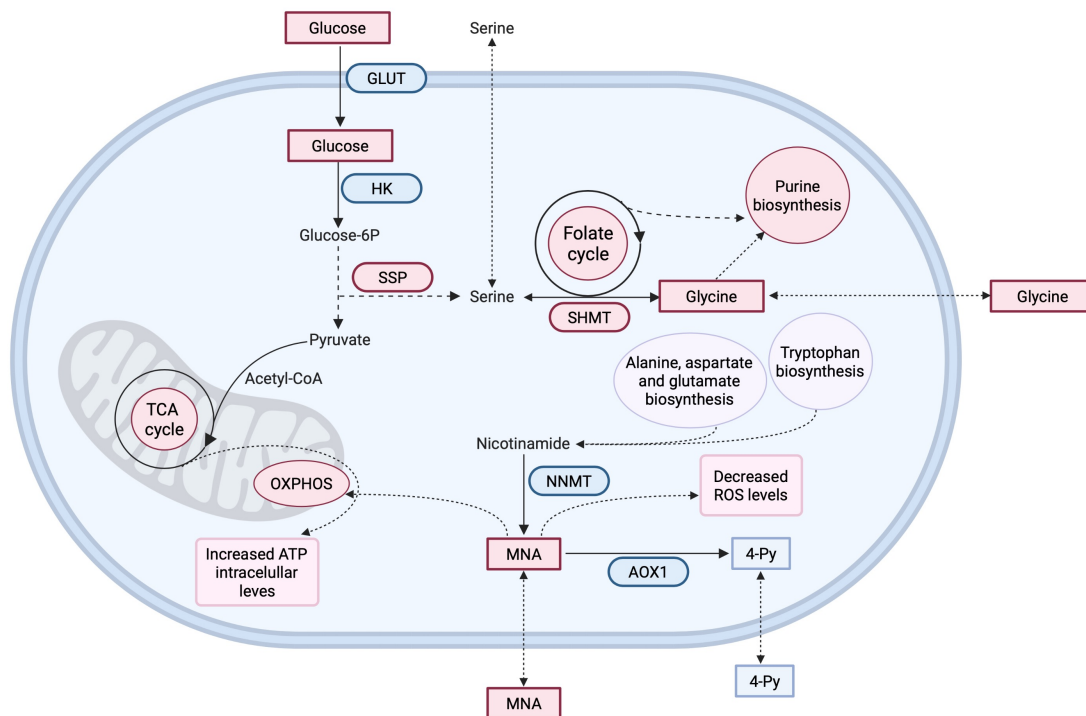 Glucose
Serine
GLUT
Glucose
HK
Glucose-6P
SSP
Serine
Folate
cycle
SHMT
Purine
biosynthesis
Glycine
Glycine
Pyruvate
Acetyl-CoA
TCA
cycle
OXPHOS
Increased ATP
intracelullar
leves
Alanine, aspartate
and glutamate
biosynthesis
Tryptophan
biosynthesis
Nicotinamide
NNMT
Decreased
ROS levels
MNA
AOX1
4-Py
MNA
4-Py